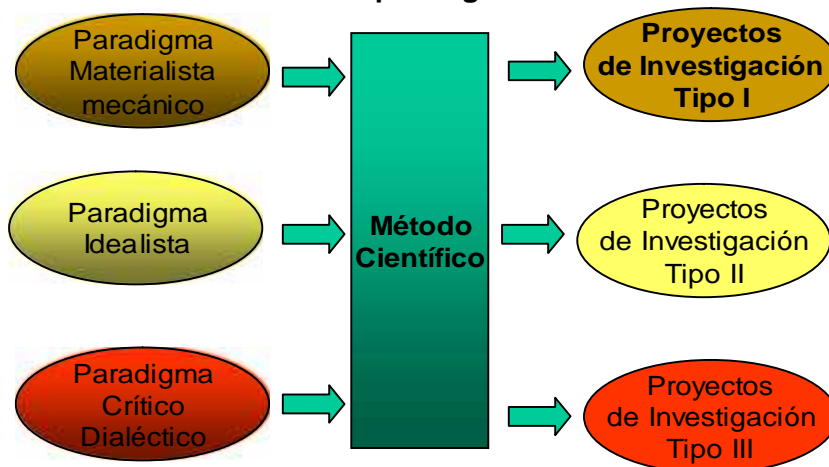 Paradigma
Materialista
mecánico
Proyectos
de Investigación
Tipo I
Paradigma
Idealista
Método
Científico
Proyectos
de Investigación
Tipo II
Paradigma
Crítico
Dialéctico
Proyectos
de Investigación
Tipo III